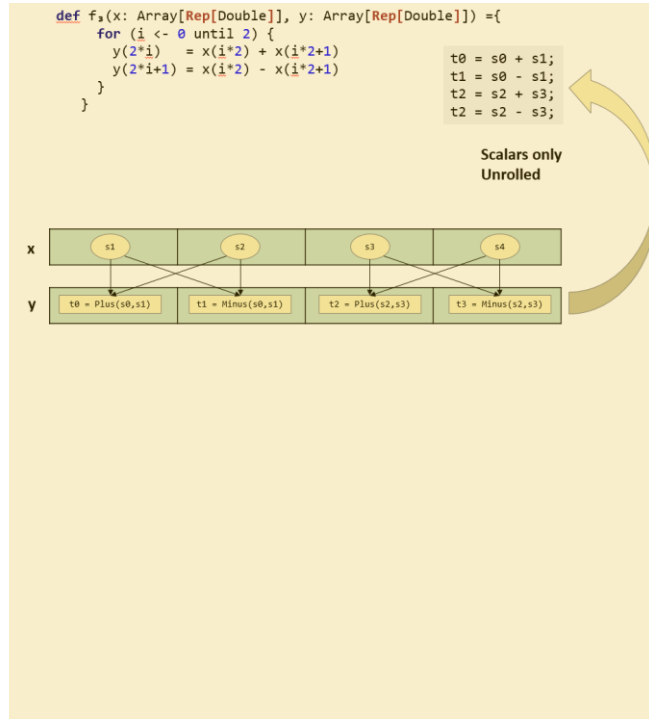 def f₃(x: Array[Rep[Double]], y: Array[Rep[Double]]) ={
for (i <- 0 until 2) {
y(2*i)   = x(i*2) + x(i*2+1)
y(2*i+1) = x(i*2) - x(i*2+1)
}
}
t0 = s0 + s1;
t1 = s0 - s1;
t2 = s2 + s3;
t2 = s2 - s3;
Scalars only
Unrolled
x s1 s2 s3 s4
y t0 = Plus(s0,s1) t1 = Minus(s0,s1) t2 = Plus(s2,s3) t3 = Minus(s2,s3)